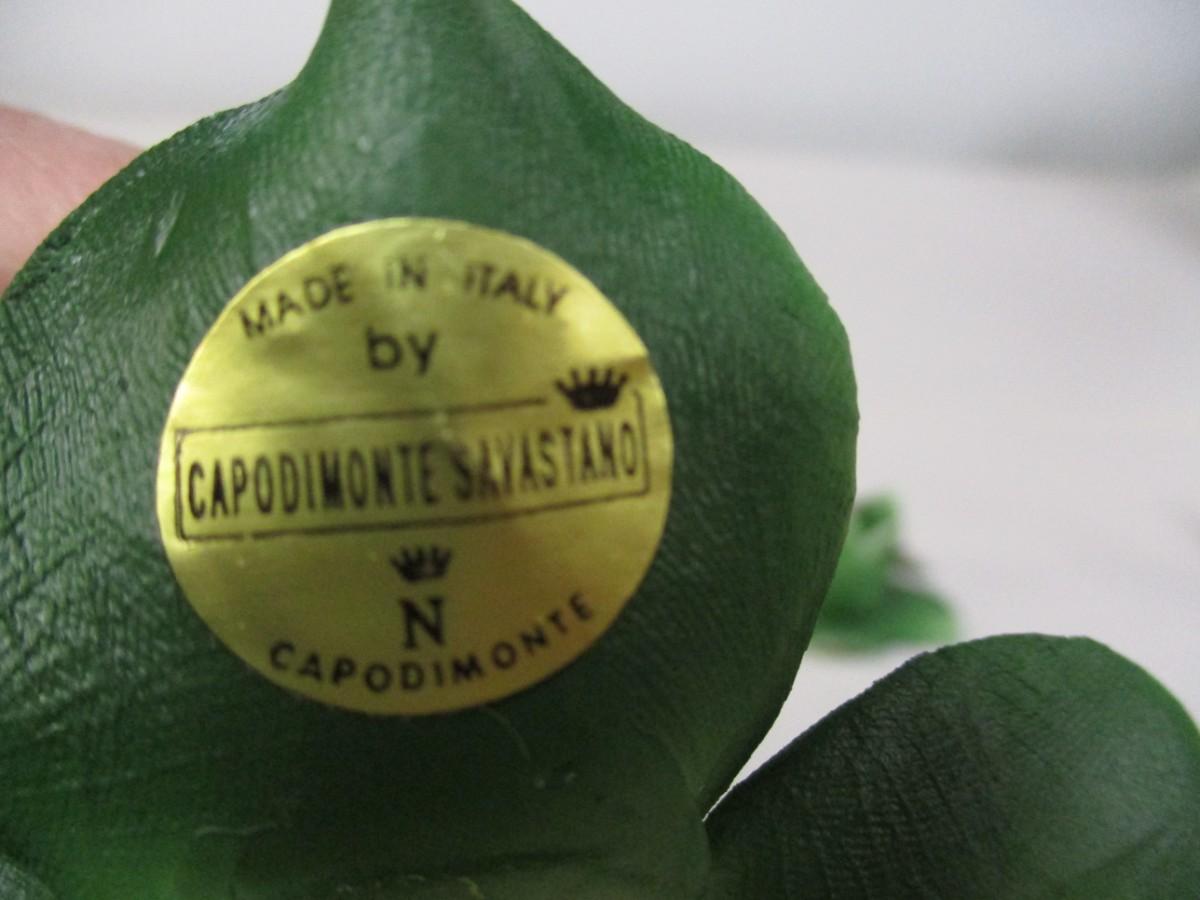 MADE IN ITALY
by
CAPODIMONTE SAVASTANO
N
CAPODIMONTE